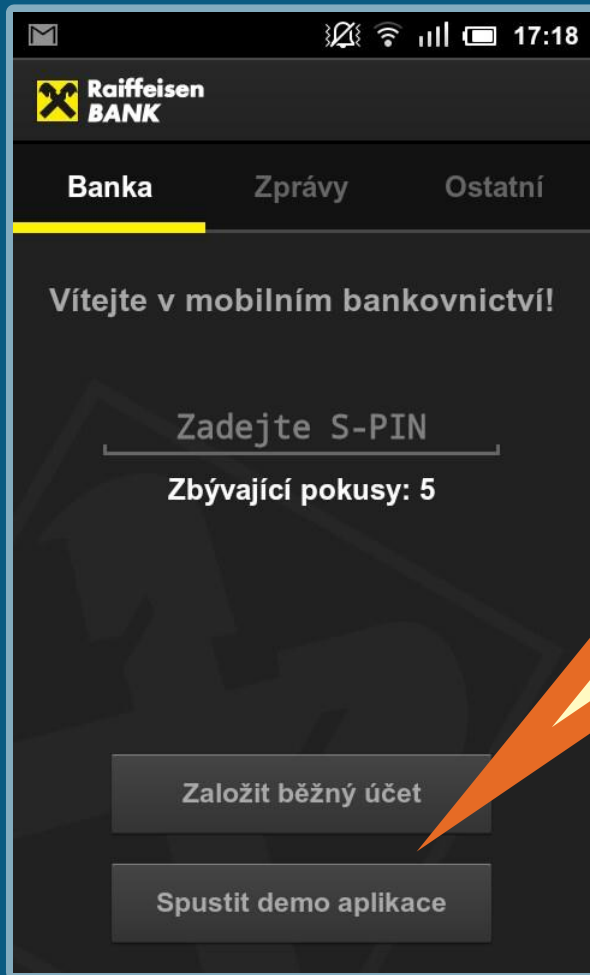 17:18
Raiffeisen
BANK
Banka Zprávy Ostatní
Vítejte v mobilním bankovnictví!
Zadejte S-PIN
Zbývající pokusy: 5
Založit běžný účet
Spustit demo aplikace